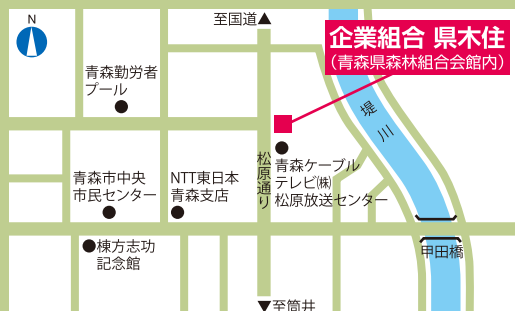 N
至国道▲
企業組合 県木住
(青森県森林組合会館内)
青森勤労者
プール
堤川
松原通り
青森ケーブル
テレビ㈱
松原放送センター
青森市中央
市民センター
NTT東日本
青森支店
棟方志功
記念館
甲田橋
▼至筒井